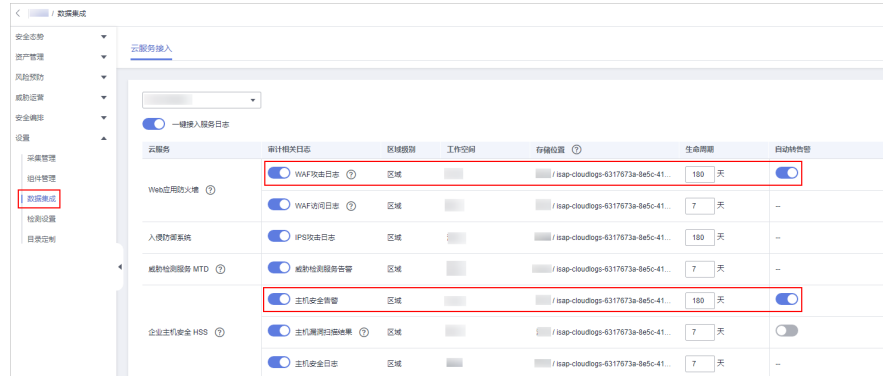 / 数据集成
安全态势
资产管理
风险预防
威胁运营
安全编排
设置
采集管理
组件管理
数据集成
检测设置
目录定制
云服务接入
一键接入服务日志
云服务 审计相关日志 区域级别 工作空间 存储位置 ? 生命周期 自动转告警
Web应用防火墙 ?
WAF攻击日志 ? 区域 / isap-cloudlogs-6317673a-8e5c-41... 180 天
WAF访问日志 ? 区域 / isap-cloudlogs-6317673a-8e5c-41... 7 天 --
入侵防御系统 IPS攻击日志 区域 / isap-cloudlogs-6317673a-8e5c-41... 180 天 --
威胁检测服务 MTD ? 威胁检测服务告警 区域 / isap-cloudlogs-6317673a-8e5c-41... 7 天 --
企业主机安全 HSS ?
主机安全告警 区域 / isap-cloudlogs-6317673a-8e5c-41... 180 天
主机漏洞扫描结果 ? 区域 / isap-cloudlogs-6317673a-8e5c-41... 7 天
主机安全日志 区域 / isap-cloudlogs-6317673a-8e5c-41... 7 天 --